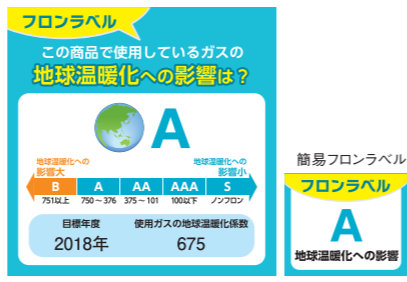 フロンラベル
この商品で使用しているガスの
地球温暖化への影響は?
A
地球温暖化への
影響大
地球温暖化への
影響小
B A AA AAA S
751以上 750~376 375~101 100以下 ノンフロン
目標年度
2018年
使用ガスの地球温暖化係数
675
簡易フロンラベル
フロンラベル
A
地球温暖化への影響